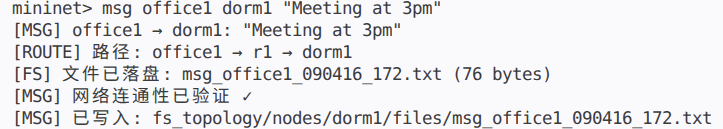 mininet> msg office1 dorm1 "Meeting at 3pm"
[MSG] office1 → dorm1: "Meeting at 3pm"
[ROUTE] 路径: office1 → r1 → dorm1
[FS] 文件已落盘: msg_office1_090416_172.txt (76 bytes)
[MSG] 网络连通性已验证 ✓
[MSG] 已写入: fs_topology/nodes/dorm1/files/msg_office1_090416_172.txt